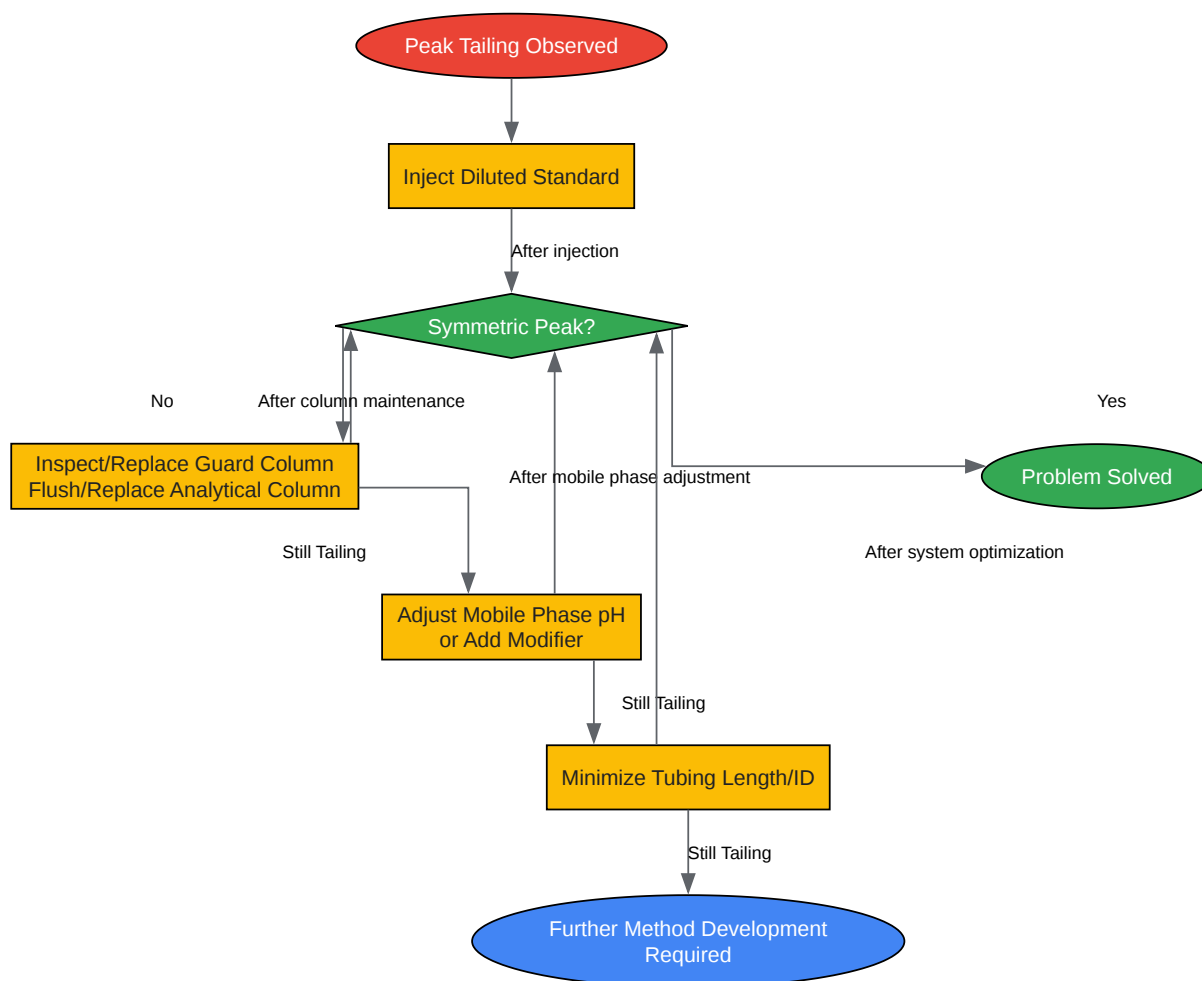 Peak Tailing Observed
Inject Diluted Standard
After injection
Symmetric Peak?
No
After column maintenance
Yes
Inspect/Replace Guard Column
Flush/Replace Analytical Column
After mobile phase adjustment
Problem Solved
Still Tailing
After system optimization
Adjust Mobile Phase pH
or Add Modifier
Still Tailing
Minimize Tubing Length/ID
Still Tailing
Further Method Development
Required